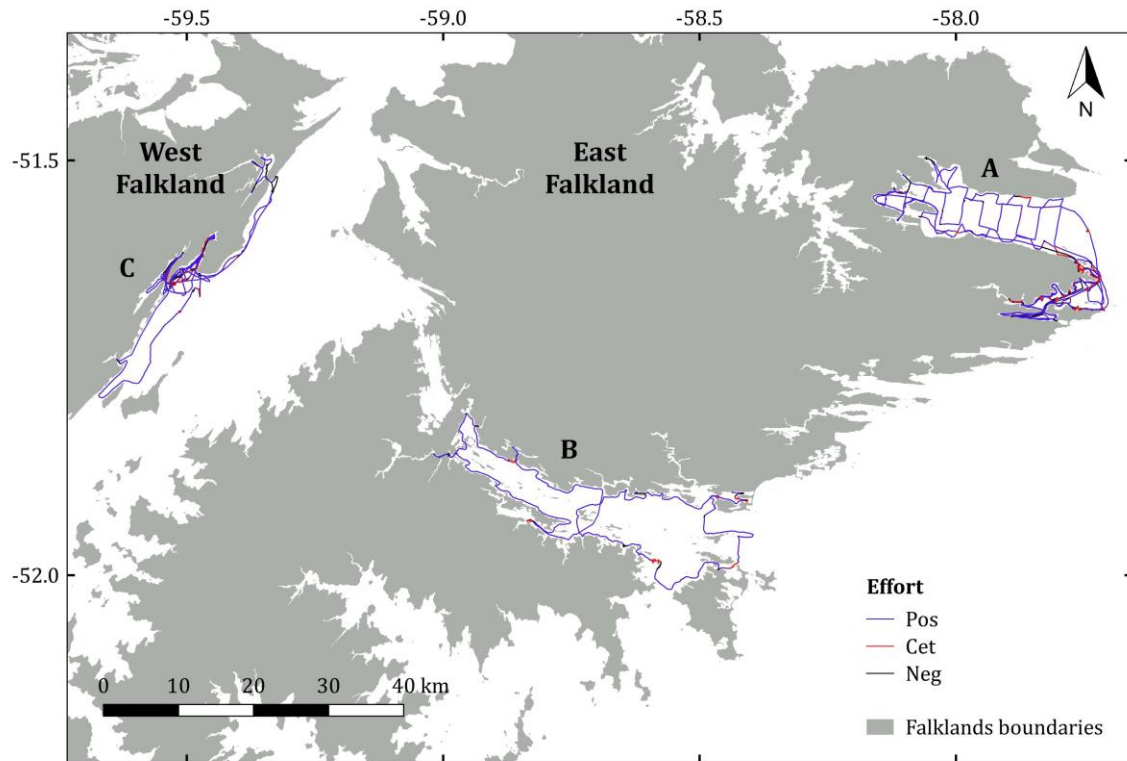 -59.5 -59.0 -58.5 -58.0
N
-51.5
West
Falkland
East
Falkland
A
C
B
-52.0
Effort
Pos
Cet
Neg
0 10 20 30 40 km
Falklands boundaries